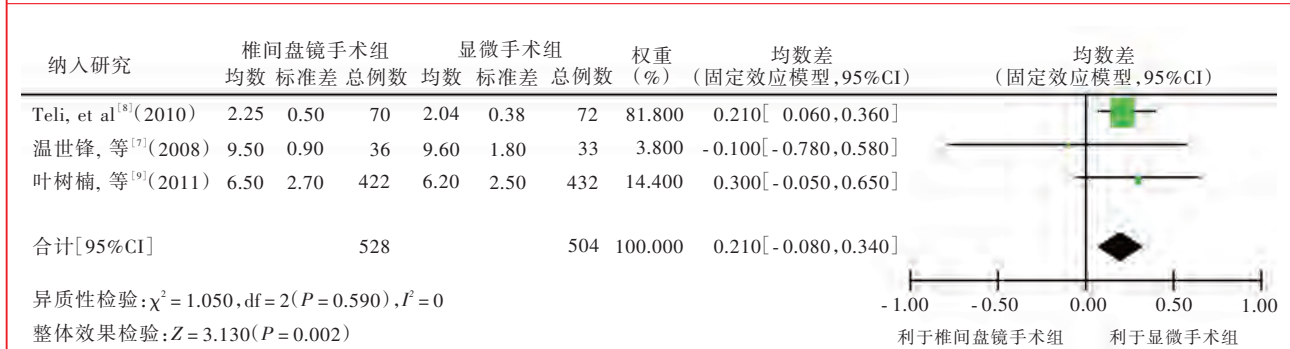 纳入研究 椎间盘镜手术组 显微手术组 权重 均数差 均数差
均数 标准差 总例数 均数 标准差 总例数 (%) (固定效应模型,95%CI) (固定效应模型,95%CI)
Teli, et al[8](2010) 2.25 0.50 70 2.04 0.38 72 81.800 0.210[ 0.060,0.360]
温世锋, 等[7](2008) 9.50 0.90 36 9.60 1.80 33 3.800 -0.100[-0.780,0.580]
叶树楠, 等[9](2011) 6.50 2.70 422 6.20 2.50 432 14.400 0.300[-0.050,0.650]
合计[95%CI] 528 504 100.000 0.210[-0.080,0.340]
异质性检验:χ²=1.050,df=2(P=0.590),I²=0
-1.00 -0.50 0.00 0.50 1.00
整体效果检验:Z=3.130(P=0.002)
利于椎间盘镜手术组 利于显微手术组